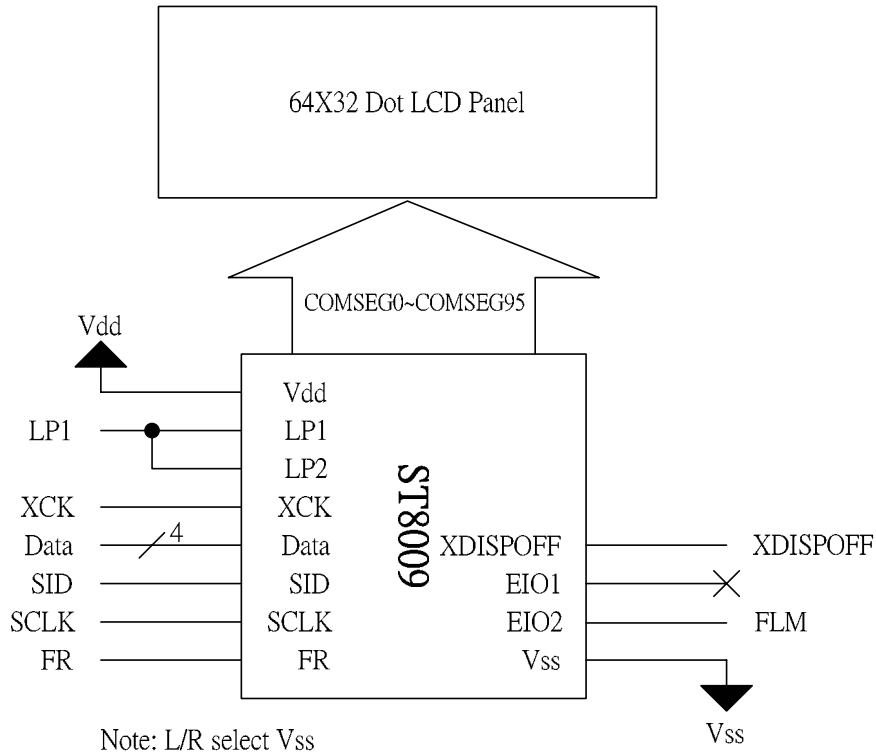 64X32 Dot LCD Panel
COMSEG0~COMSEG95
Vdd
Vdd
LP1
LP1
LP2
XCK
XCK
Data
4
Data
SID
SID
SCLK
SCLK
FR
FR
ST8009
XDISPOFF
XDISPOFF
EIO1
EIO2
FLM
Vss
Vss
Note: L/R select Vss